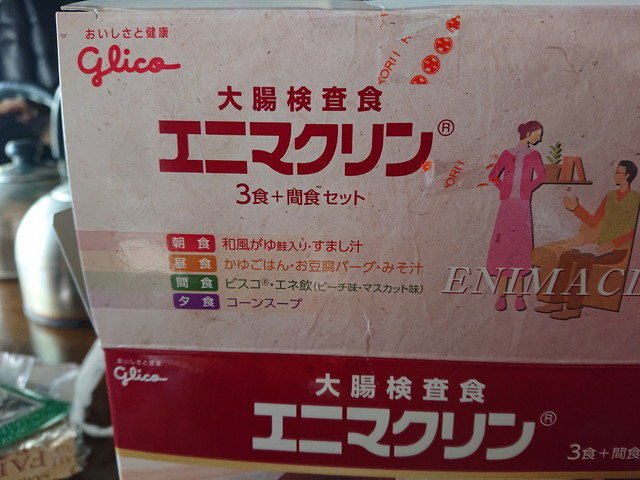 おいしさと健康
Glico
YORI
大腸検査食
エニマクリン®
YORI
3食+間食セット
朝食 和風がゆ鮭入り・すまし汁
昼食 かゆごはん・お豆腐バーグ・みそ汁
間食 ビスコ®・エネ飲(ピーチ味・マスカット味)
夕食 コーンスープ
ENIMACL
おいしさと健康
Glico
大腸検査食
エニマクリン®
3食+間食